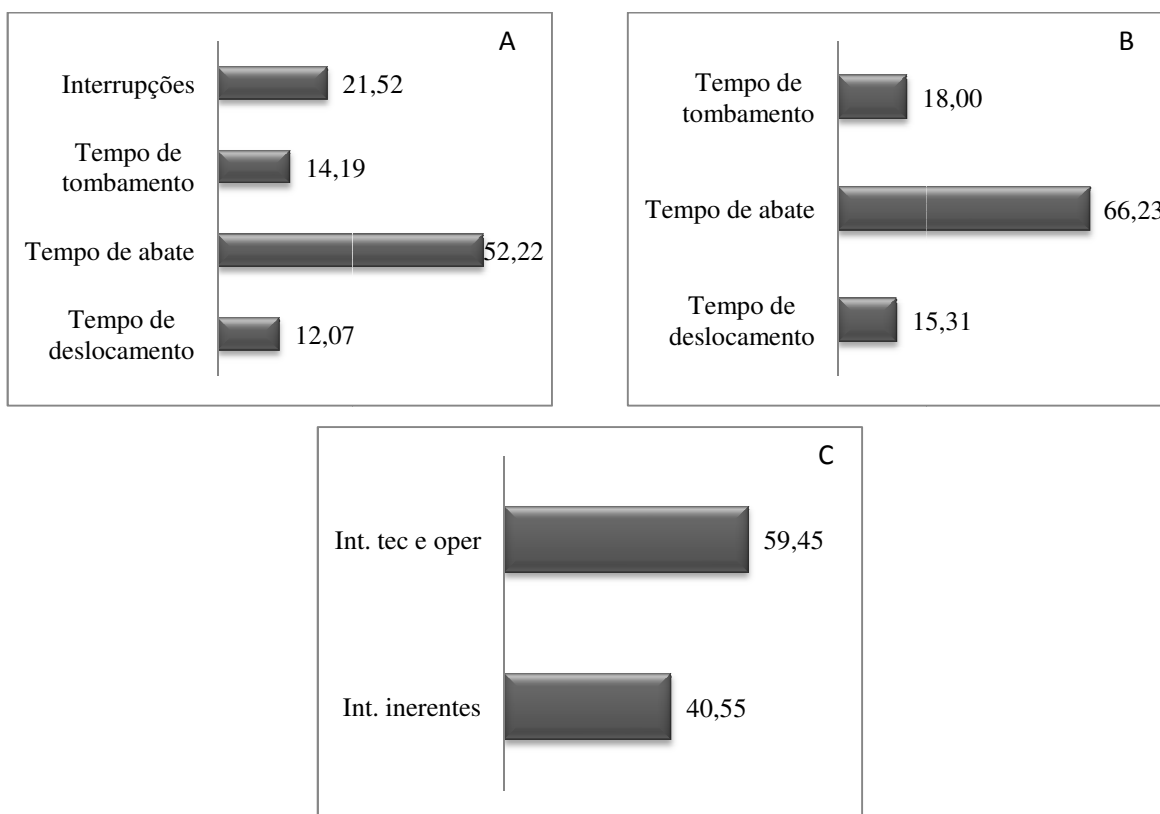 A
Interrupções
21,52
Tempo de
tombamento
14,19
Tempo de abate
52,22
Tempo de
deslocamento
12,07
B
Tempo de
tombamento
18,00
Tempo de abate
66,23
Tempo de
deslocamento
15,31
C
Int. tec e oper
59,45
Int. inerentes
40,55